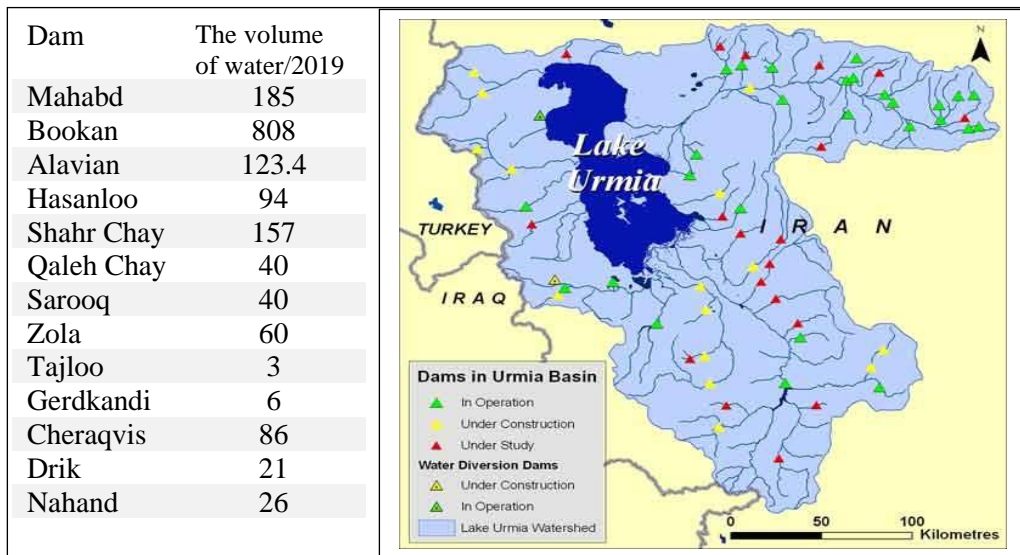 Dam The volume
of water/2019
Mahabd 185
Bookan 808
Alavian 123.4
Hasanloo 94
Shahr Chay 157
Qaleh Chay 40
Sarooq 40
Zola 60
Tajloo 3
Gerdkandi 6
Cheraqvis 86
Drik 21
Nahand 26
N
Lake
Urmia
TURKEY
IRAN
IRAQ
Dams in Urmia Basin
In Operation
Under Construction
Under Study
Water Diversion Dams
Under Construction
In Operation
Lake Urmia Watershed
0 50 100
Kilometres